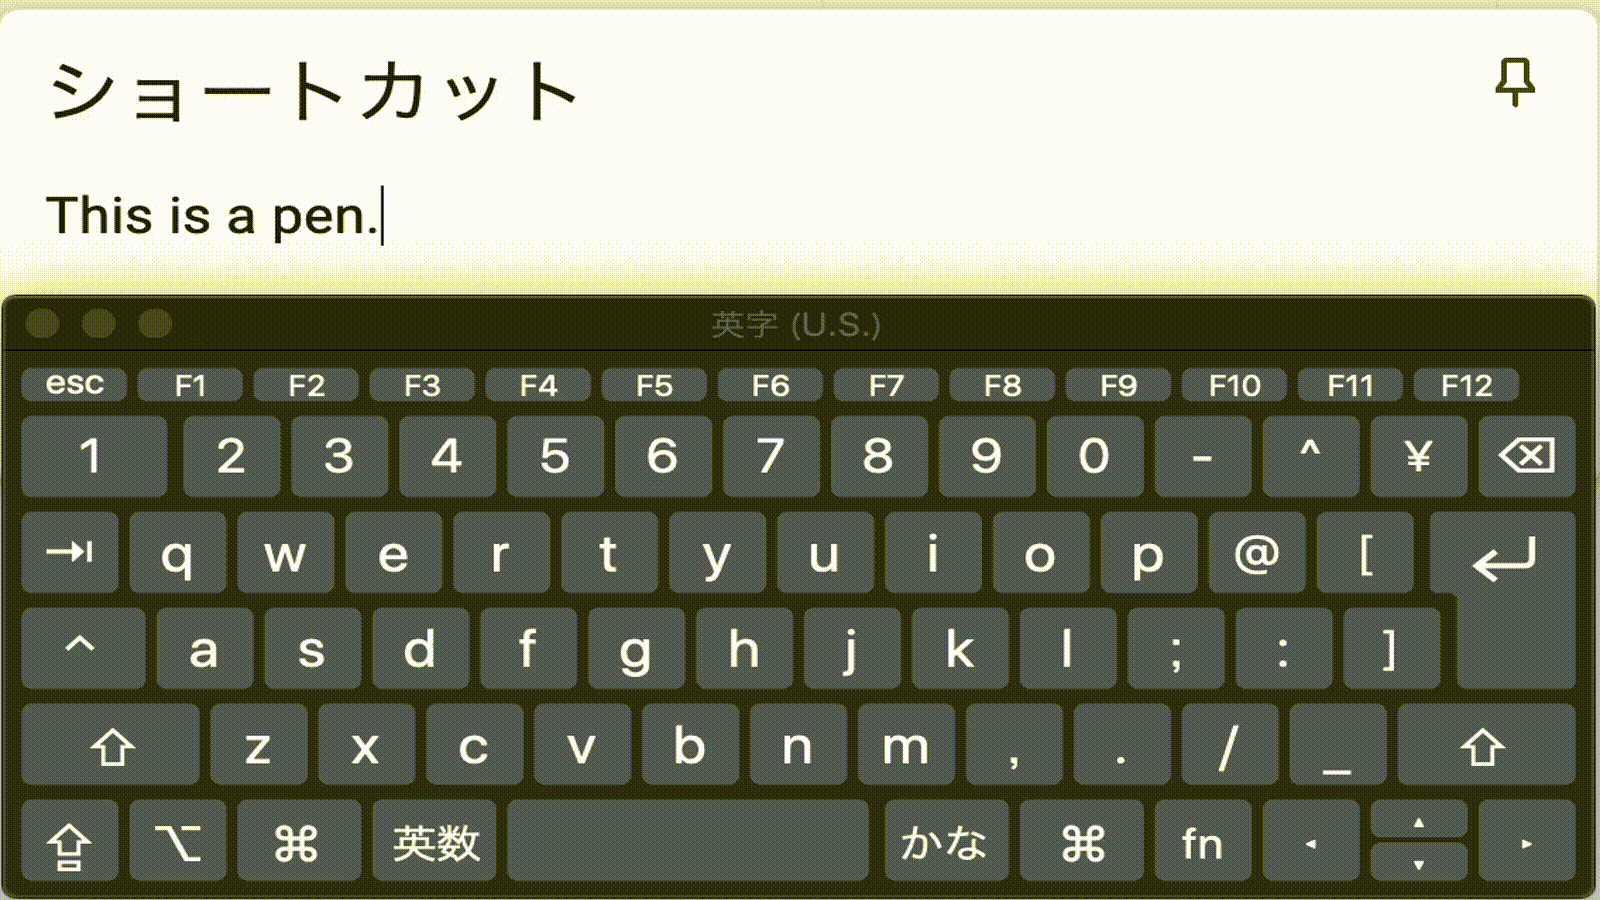 ショートカット
This is a pen.
英字 (U.S.)
esc F1 F2 F3 F4 F5 F6 F7 F8 F9 F10 F11 F12
1 2 3 4 5 6 7 8 9 0 - ^ ¥
q w e r t y u i o p @ [
^ a s d f g h j k l ; : ]
z x c v b n m , . / _
⌥ ⌘ 英数 かな ⌘ fn